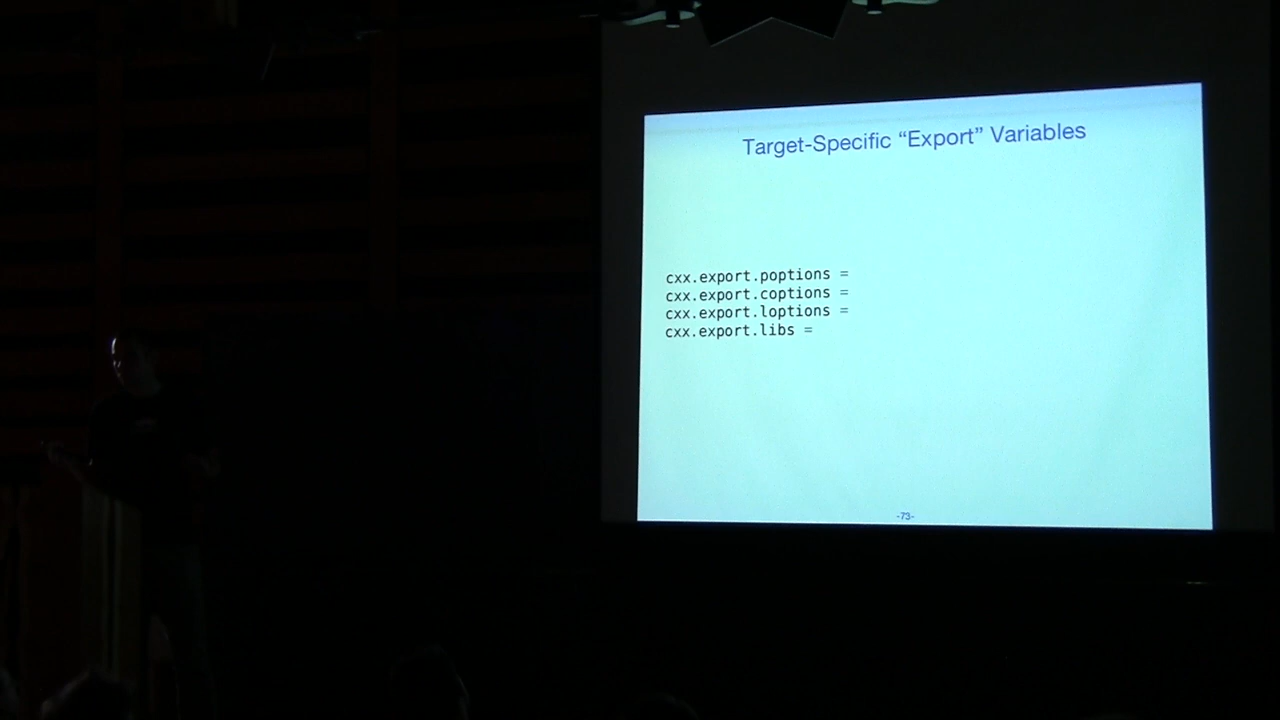 Target-Specific “Export” Variables
cxx.export.poptions =
cxx.export.coptions =
cxx.export.loptions =
cxx.export.libs =
-73-